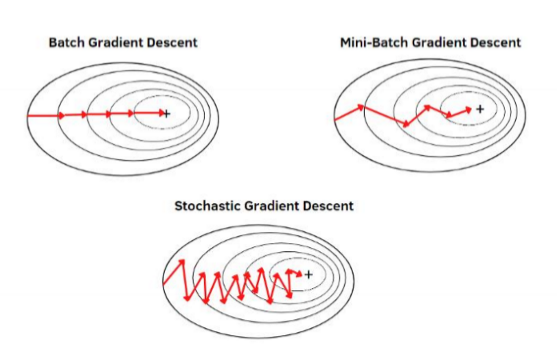 Batch Gradient Descent
Mini-Batch Gradient Descent
Stochastic Gradient Descent